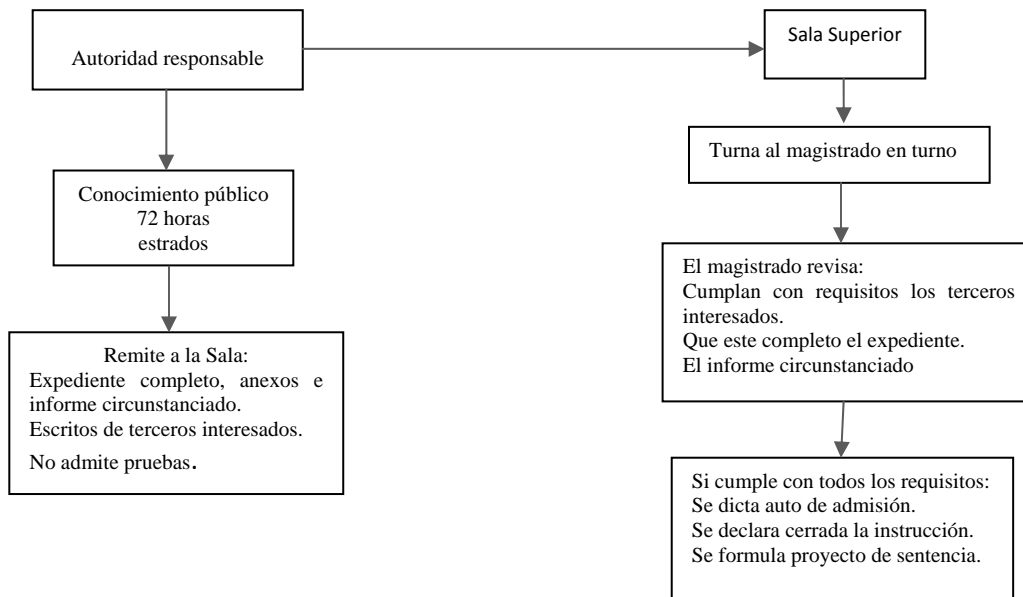 Autoridad responsable
Sala Superior
Conocimiento público
72 horas
estrados
Turna al magistrado en turno
Remite a la Sala:
Expediente completo, anexos e
informe circunstanciado.
Escritos de terceros interesados.
No admite pruebas.
El magistrado revisa:
Cumplan con requisitos los terceros
interesados.
Que este completo el expediente.
El informe circunstanciado
Si cumple con todos los requisitos:
Se dicta auto de admisión.
Se declara cerrada la instrucción.
Se formula proyecto de sentencia.